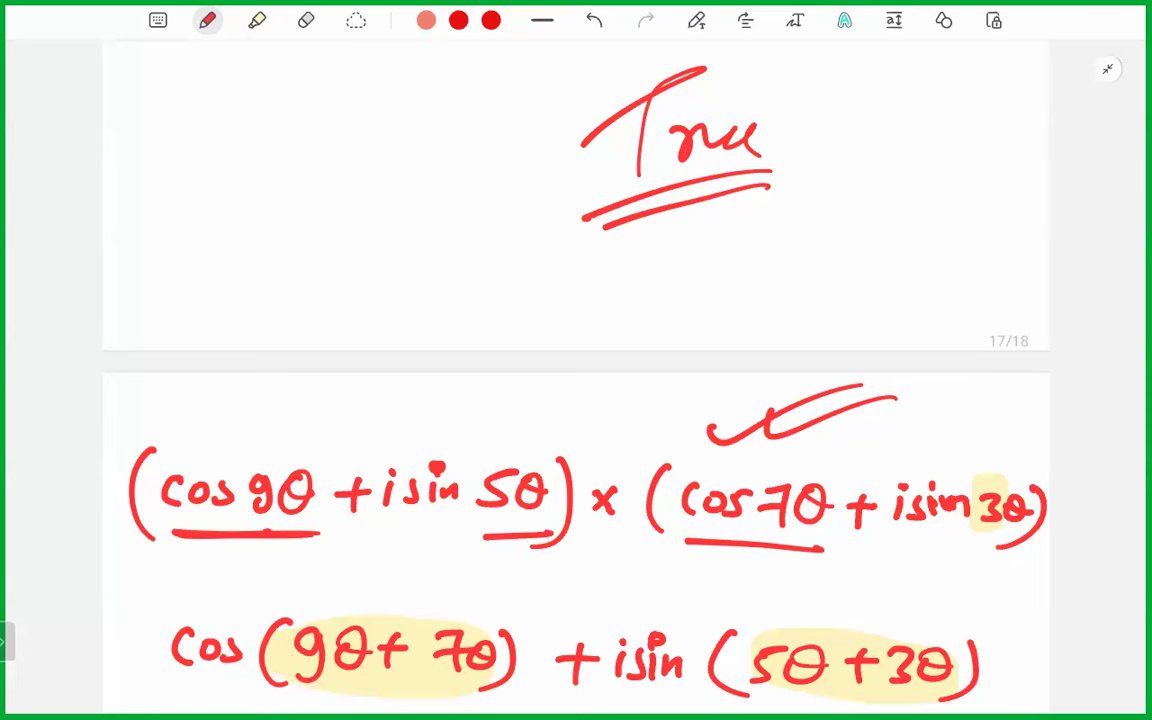 True
17/18
(cos 9θ + i sin 5θ) × (cos 7θ + i sin 3θ)
cos (9θ + 7θ) + i sin (5θ + 3θ)